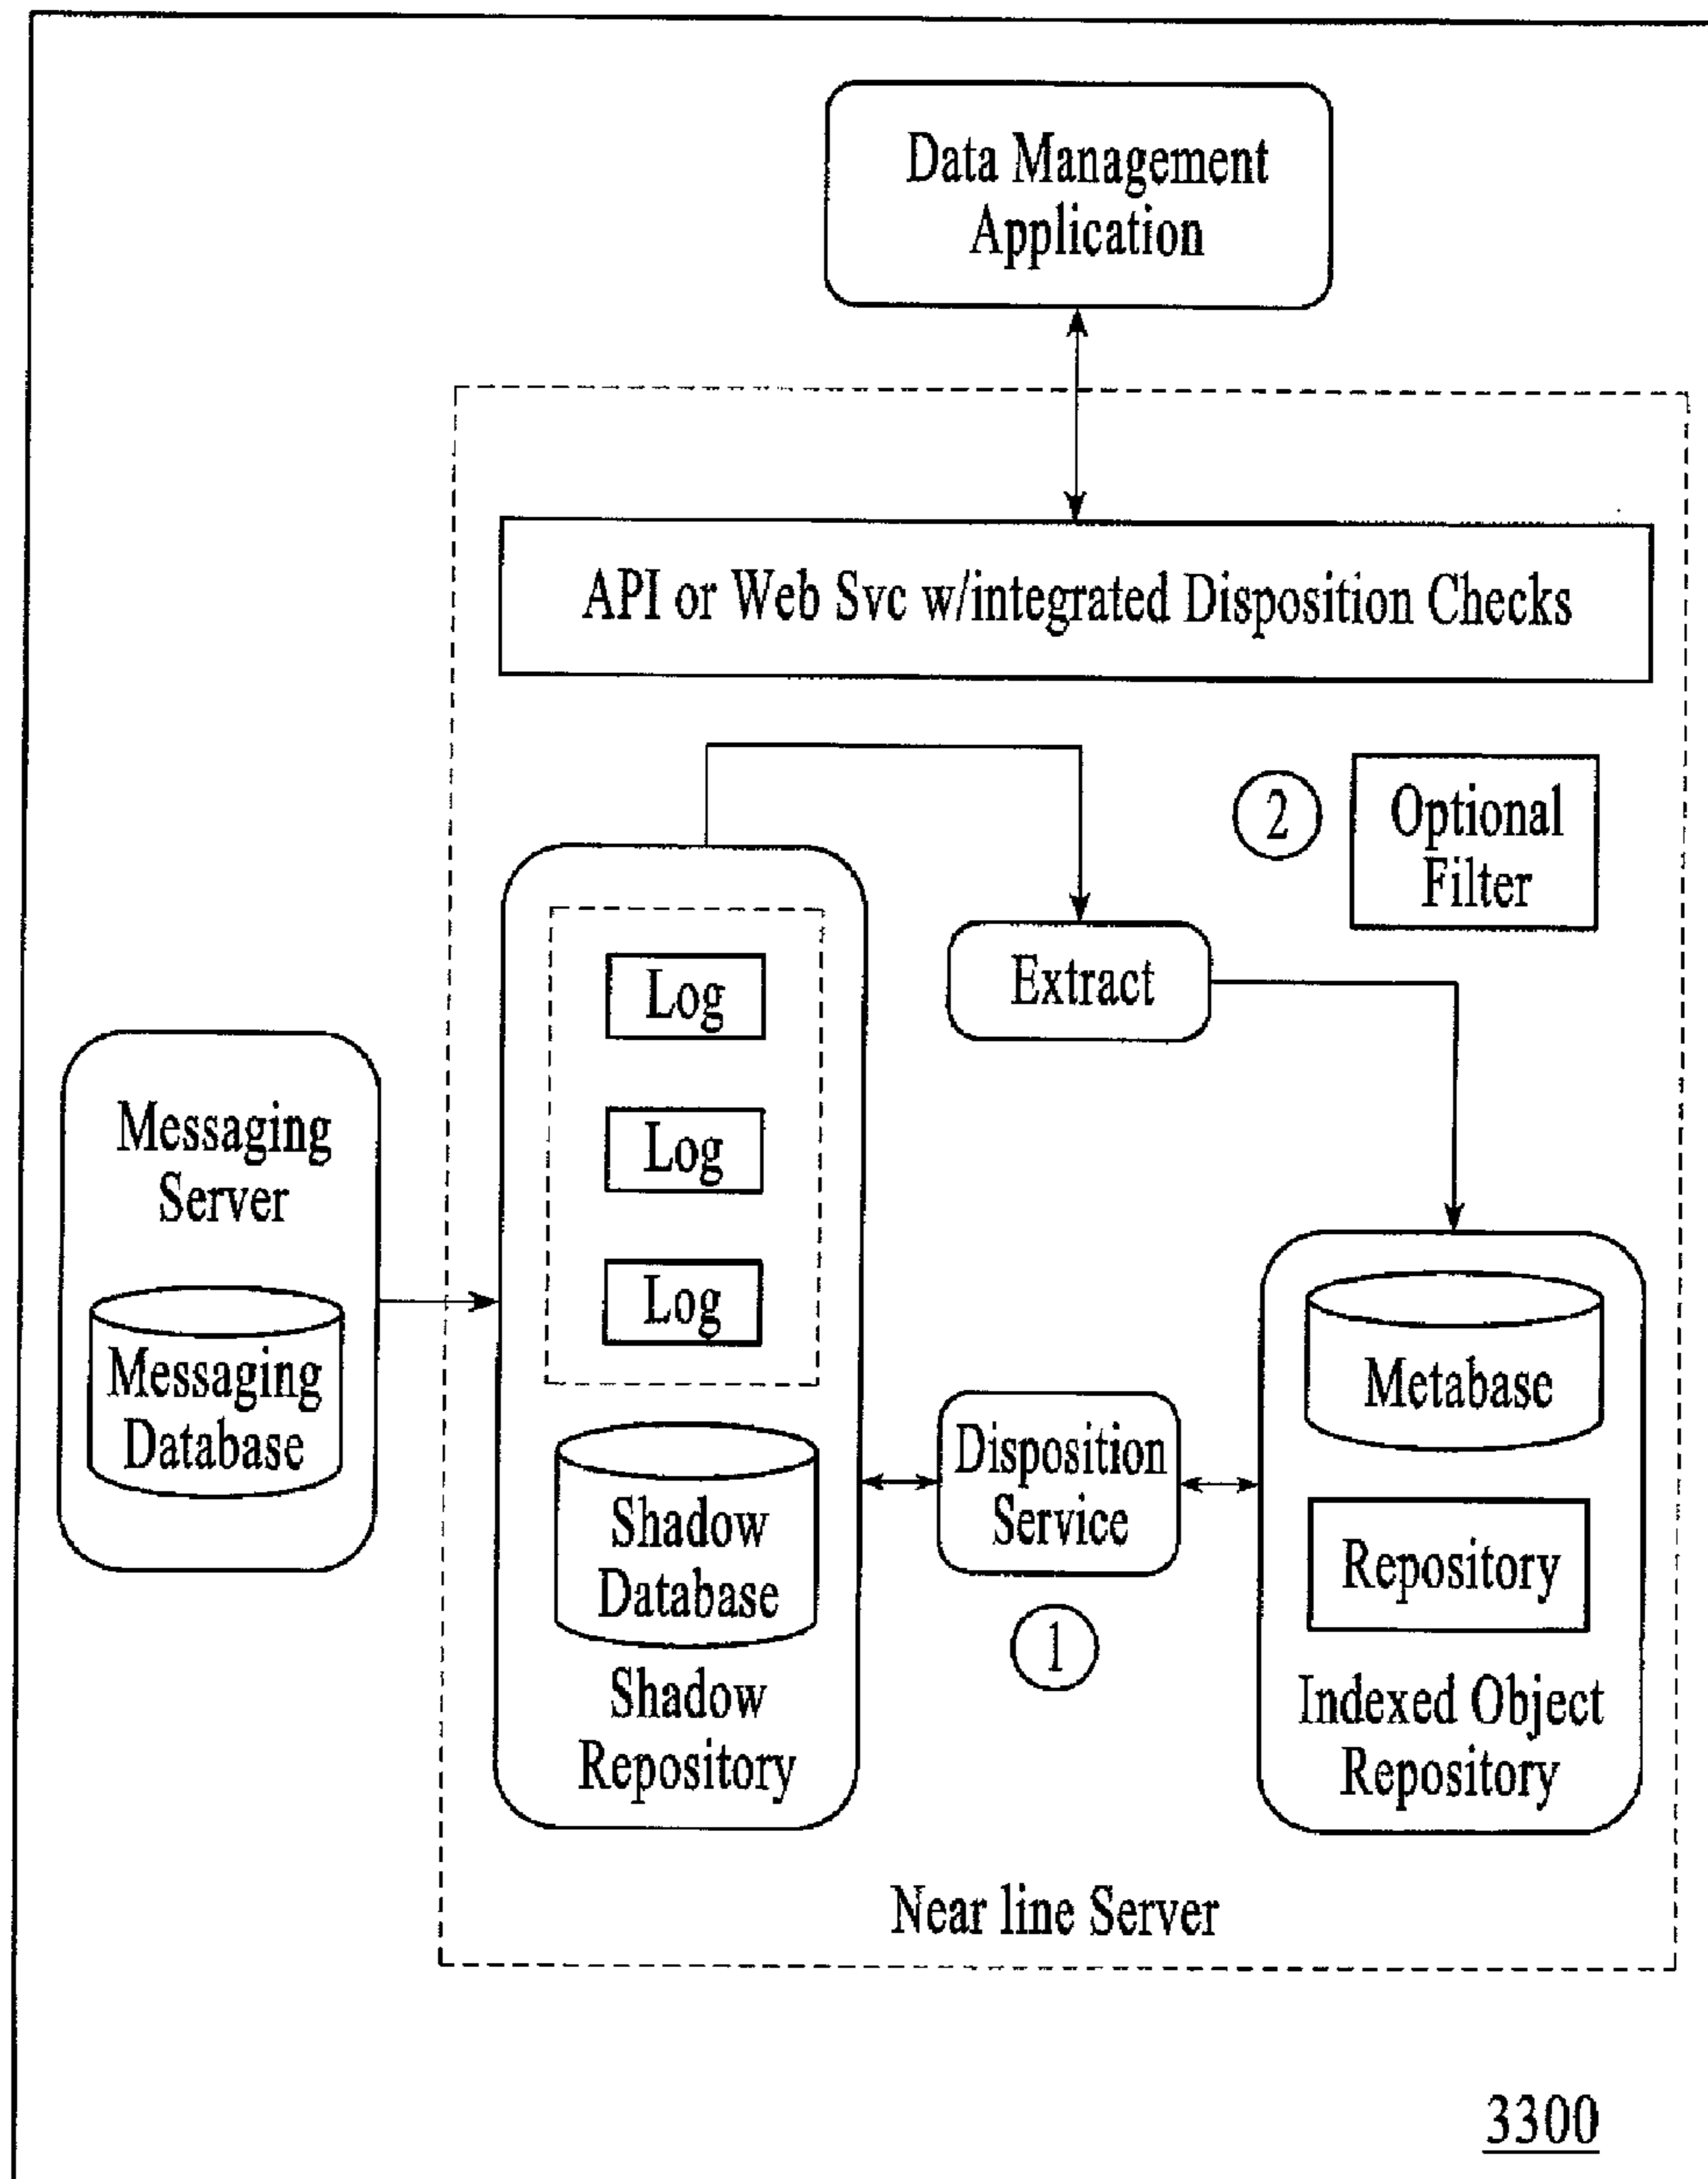 Data Management
Application
API or Web Svc w/integrated Disposition Checks
2
Optional
Filter
Extract
Log
Log
Log
Messaging
Server
Messaging
Database
Shadow
Database
Shadow
Repository
Disposition
Service
1
Metabase
Repository
Indexed Object
Repository
Near line Server
3300